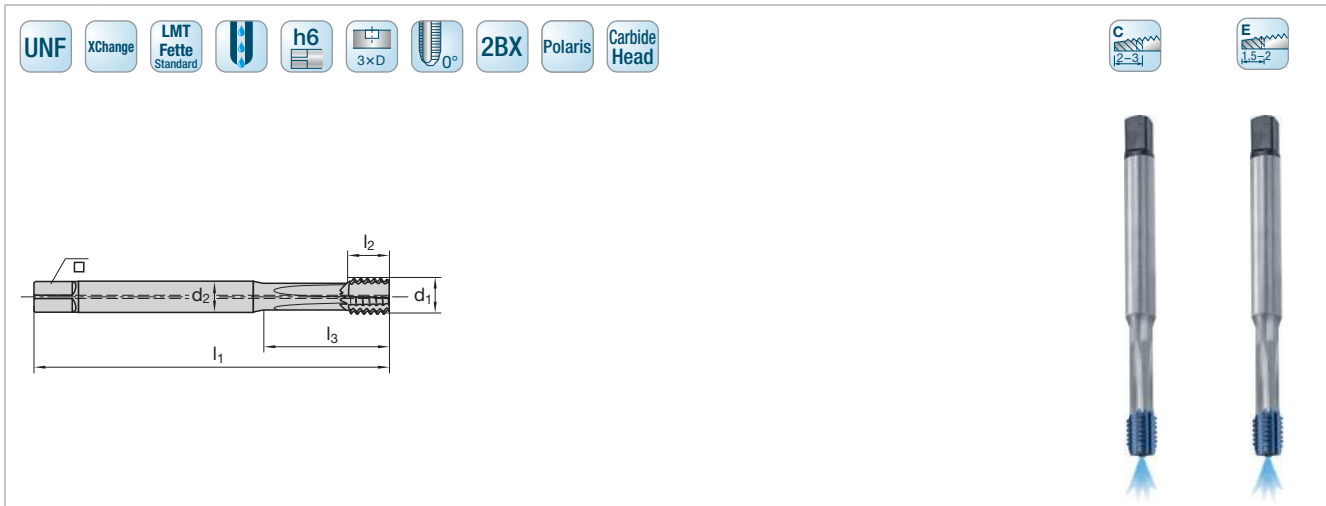 UNF
XChange
LMT
Fette
Standard
h6
3×D
0°
2BX
Polaris
Carbide
Head
C
2–3
E
1,5–2
l₂
d₂
d₁
l₃
l₁